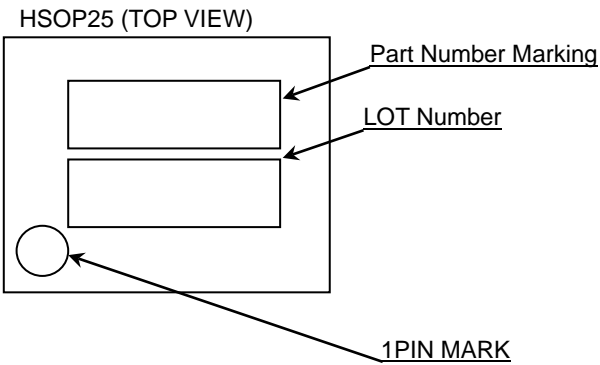 HSOP25 (TOP VIEW)
Part Number Marking
LOT Number
1PIN MARK